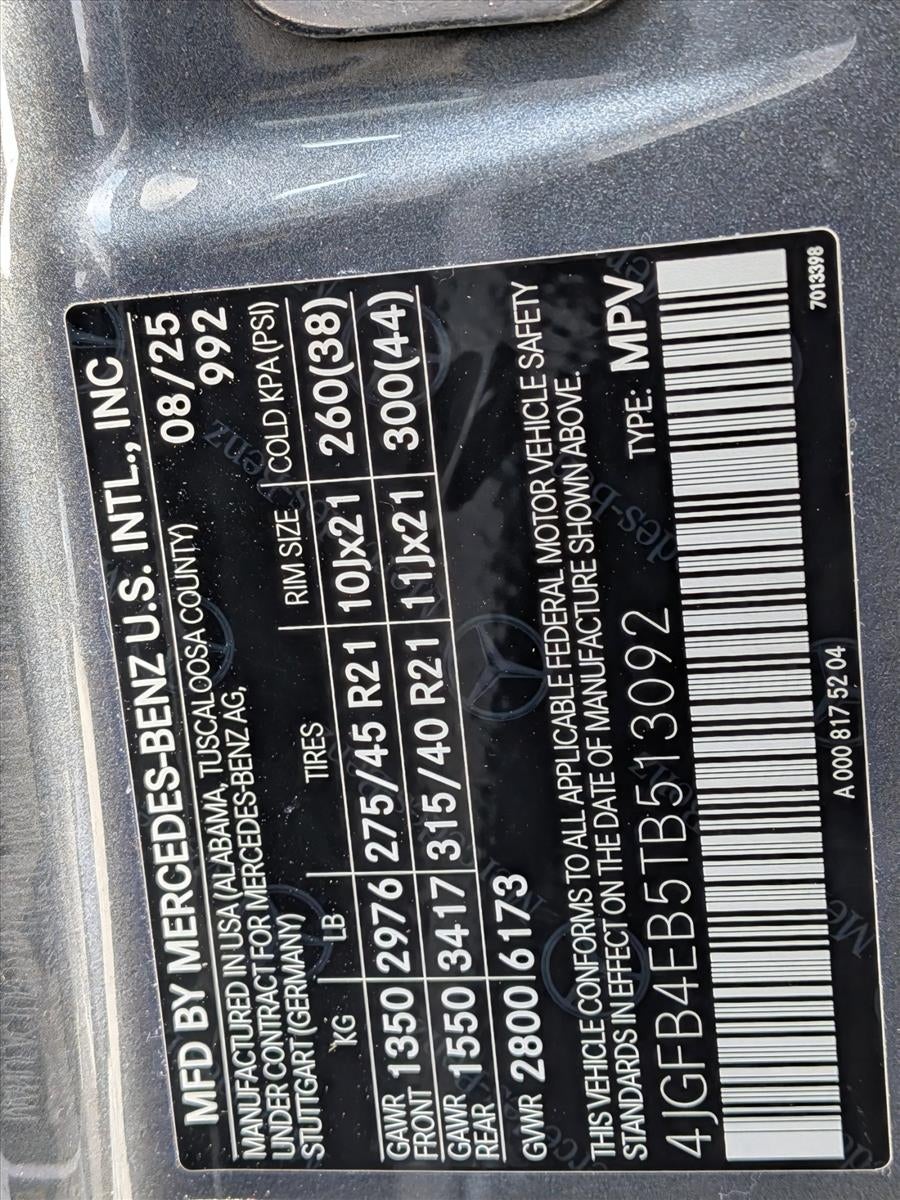 MFD BY MERCEDES-BENZ U.S. INTL., INC
MANUFACTURED IN USA (ALABAMA, TUSCALOOSA COUNTY) 08/25
UNDER CONTRACT FOR MERCEDES-BENZ AG, 992
STUTTGART (GERMANY)
KG LB TIRES RIM SIZE COLD KPA (PSI)
GAWR FRONT 1350 2976 275/45 R21 10Jx21 260(38)
GAWR REAR 1550 3417 315/40 R21 11Jx21 300(44)
GVWR 2800 6173
THIS VEHICLE CONFORMS TO ALL APPLICABLE FEDERAL MOTOR VEHICLE SAFETY
STANDARDS IN EFFECT ON THE DATE OF MANUFACTURE SHOWN ABOVE.
4JGFB4EB5TB513092 TYPE: MPV
A 000 817 52 04 7013398